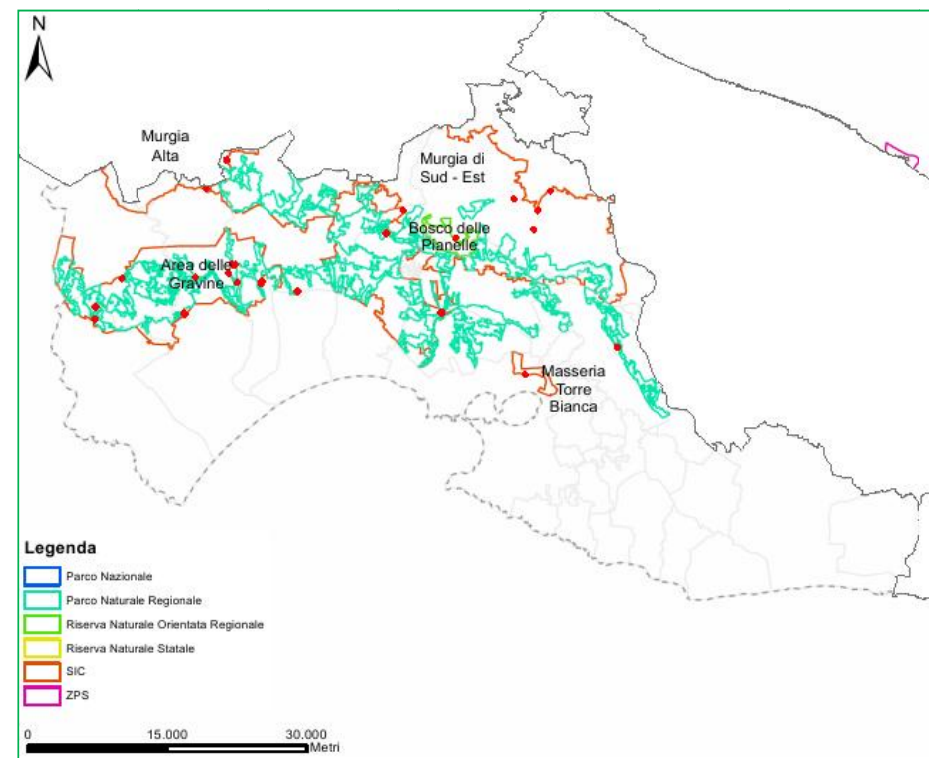 N
Murgia
Alta
Murgia di
Sud - Est
Bosco delle
Pianelle
Area delle
Gravine
Masseria
Torre
Bianca
Legenda
Parco Nazionale
Parco Naturale Regionale
Riserva Naturale Orientata Regionale
Riserva Naturale Statale
SIC
ZPS
0 15.000 30.000
Metri